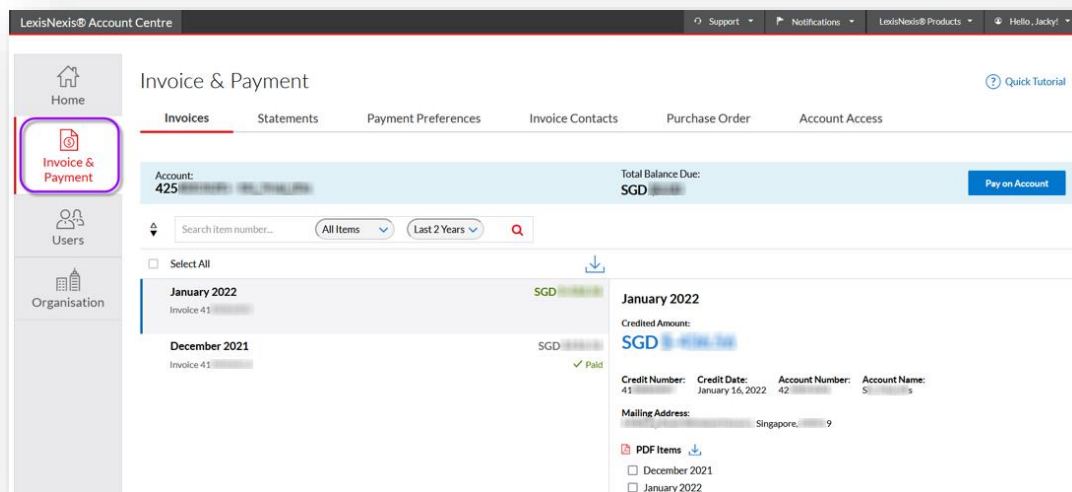 LexisNexis® Account Centre Support Notifications LexisNexis® Products Hello, Jacky!
Home
Invoice &
Payment
Users
Organisation
Invoice & Payment
Quick Tutorial
Invoices Statements Payment Preferences Invoice Contacts Purchase Order Account Access
Account:
425
Total Balance Due:
SGD
Pay on Account
Search item number... All Items Last 2 Years
Select All
January 2022 SGD
Invoice 41
December 2021 SGD
Invoice 41 Paid
January 2022
Credited Amount:
SGD
Credit Number: Credit Date: Account Number: Account Name:
41 January 16, 2022 42 S s
Mailing Address:
Singapore, 9
PDF Items
December 2021
January 2022